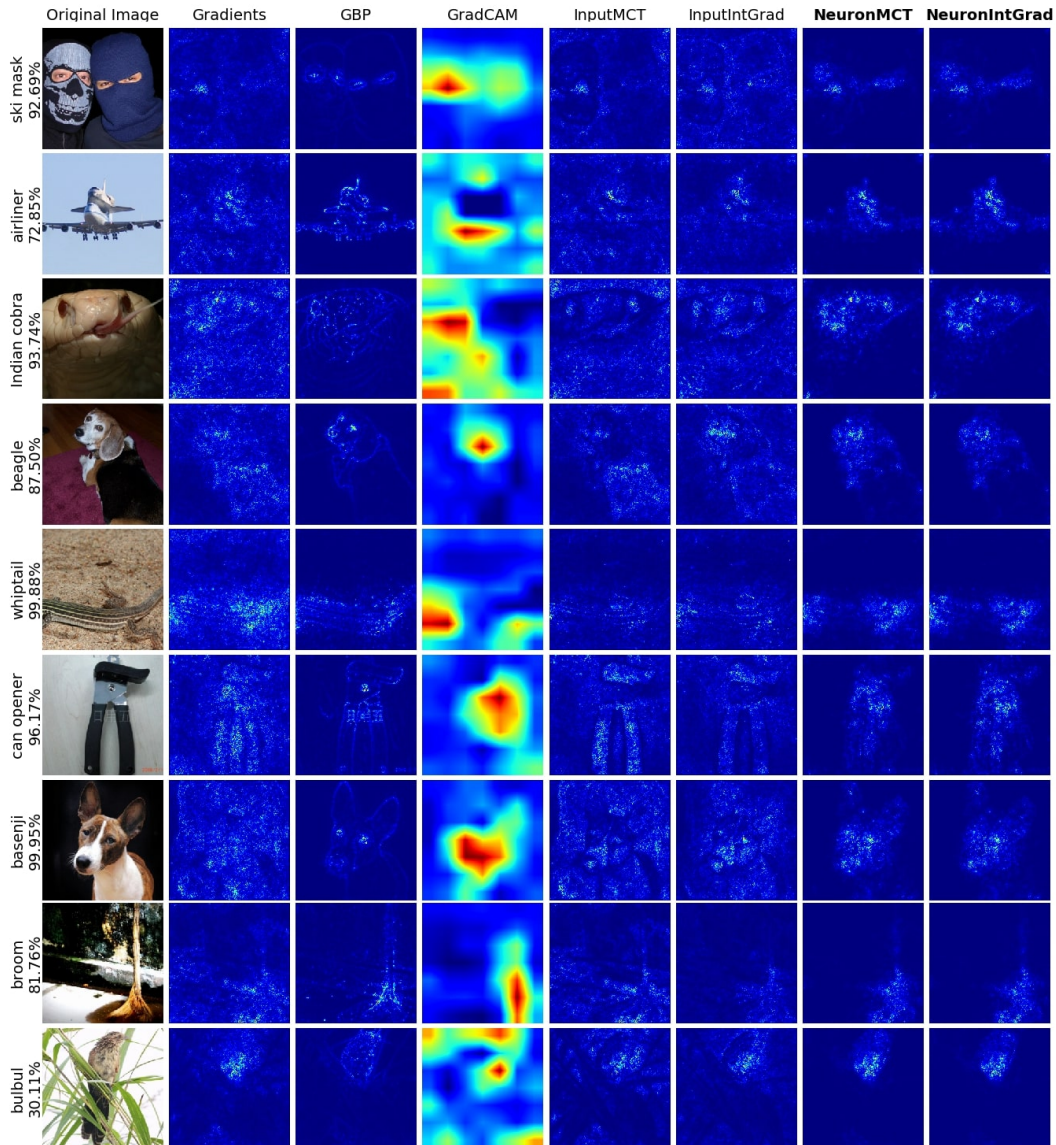 Original Image Gradients GBP GradCAM InputMCT InputIntGrad NeuronMCT NeuronIntGrad
ski mask
92.69%
airliner
72.85%
Indian cobra
93.74%
beagle
87.50%
whiptail
99.88%
can opener
96.17%
basenji
99.95%
broom
81.76%
bulbul
30.11%